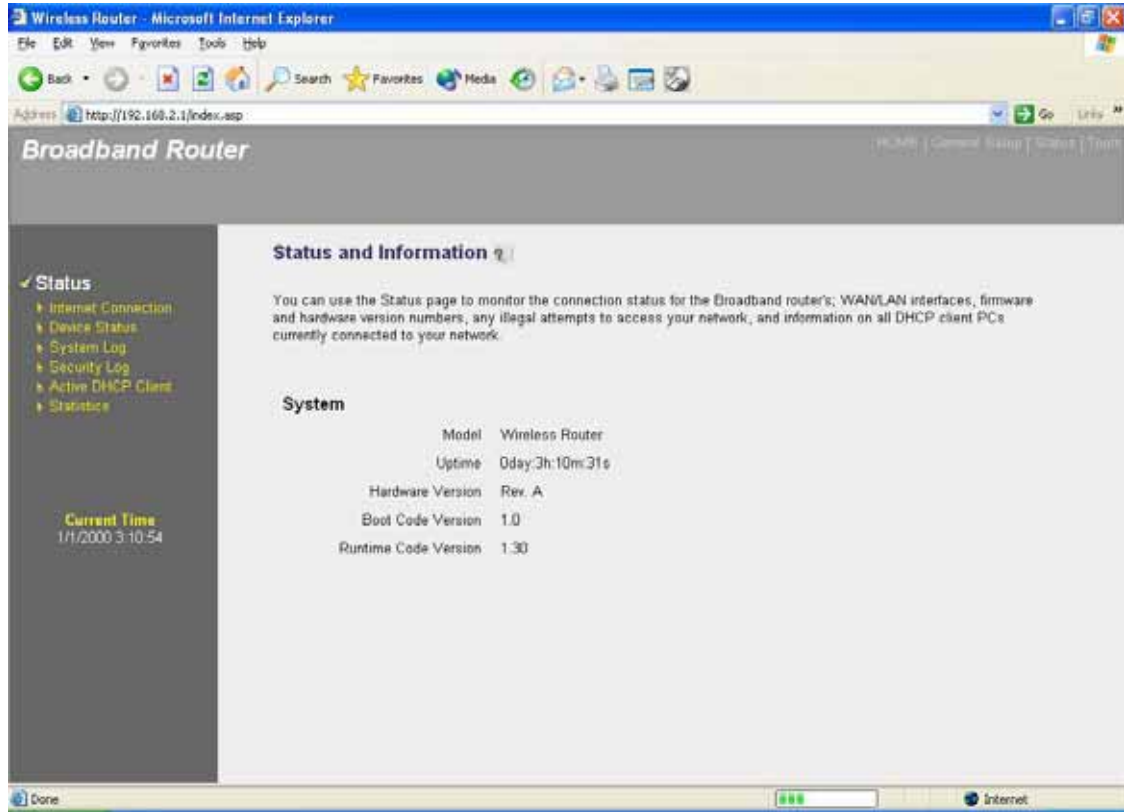 Wireless Router - Microsoft Internet Explorer
File Edit View Favorites Tools Help
Back Search Favorites Media
Address http://192.168.2.1/index.asp Go Links »
Broadband Router
HOME | General Setup | Status | Tools
Status and Information ?
✓ Status
Internet Connection
Device Status
System Log
Security Log
Active DHCP Client
Statistics
Current Time
1/1/2000 3:10:54
You can use the Status page to monitor the connection status for the Broadband router's; WAN/LAN interfaces, firmware
and hardware version numbers, any illegal attempts to access your network, and information on all DHCP client PCs
currently connected to your network.
System
Model Wireless Router
Uptime 0day:3h:10m:31s
Hardware Version Rev. A
Boot Code Version 1.0
Runtime Code Version 1.30
Done
Internet